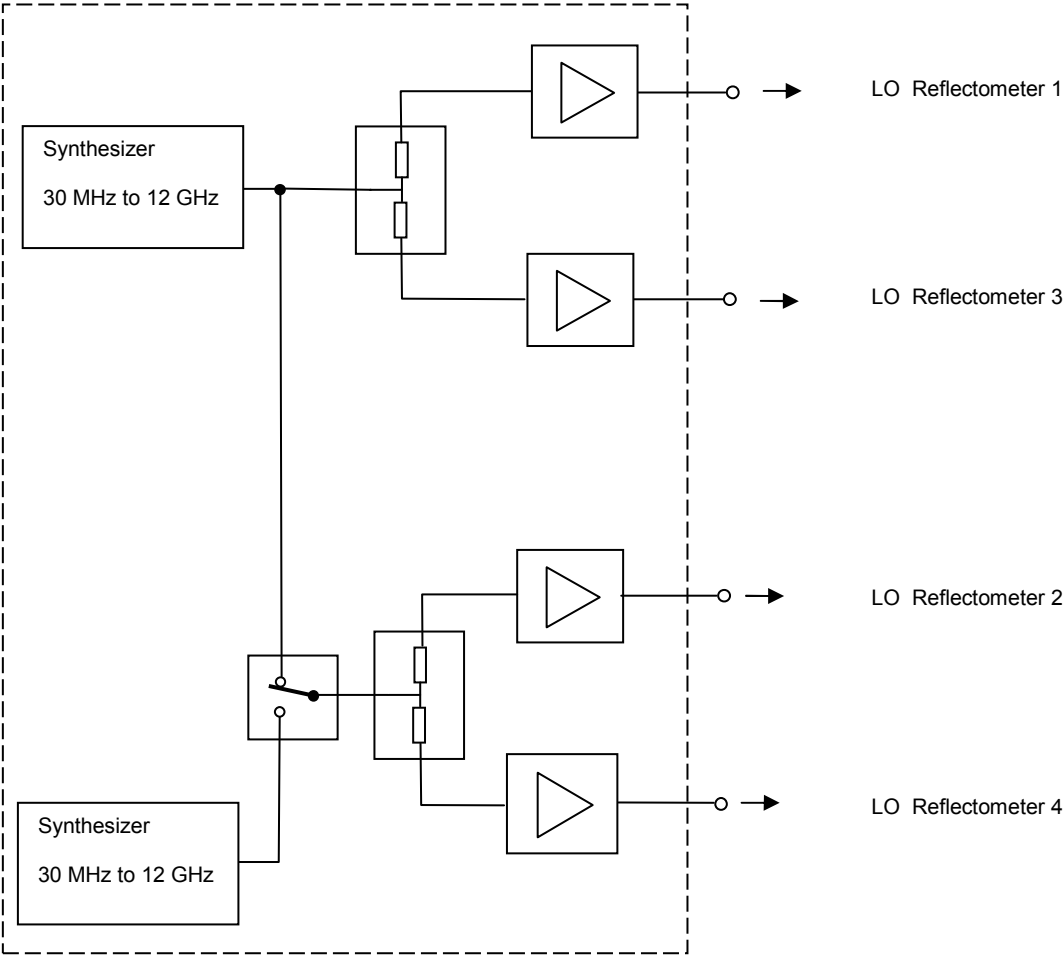 LO Reflectometer 1
Synthesizer
30 MHz to 12 GHz
LO Reflectometer 3
LO Reflectometer 2
LO Reflectometer 4
Synthesizer
30 MHz to 12 GHz